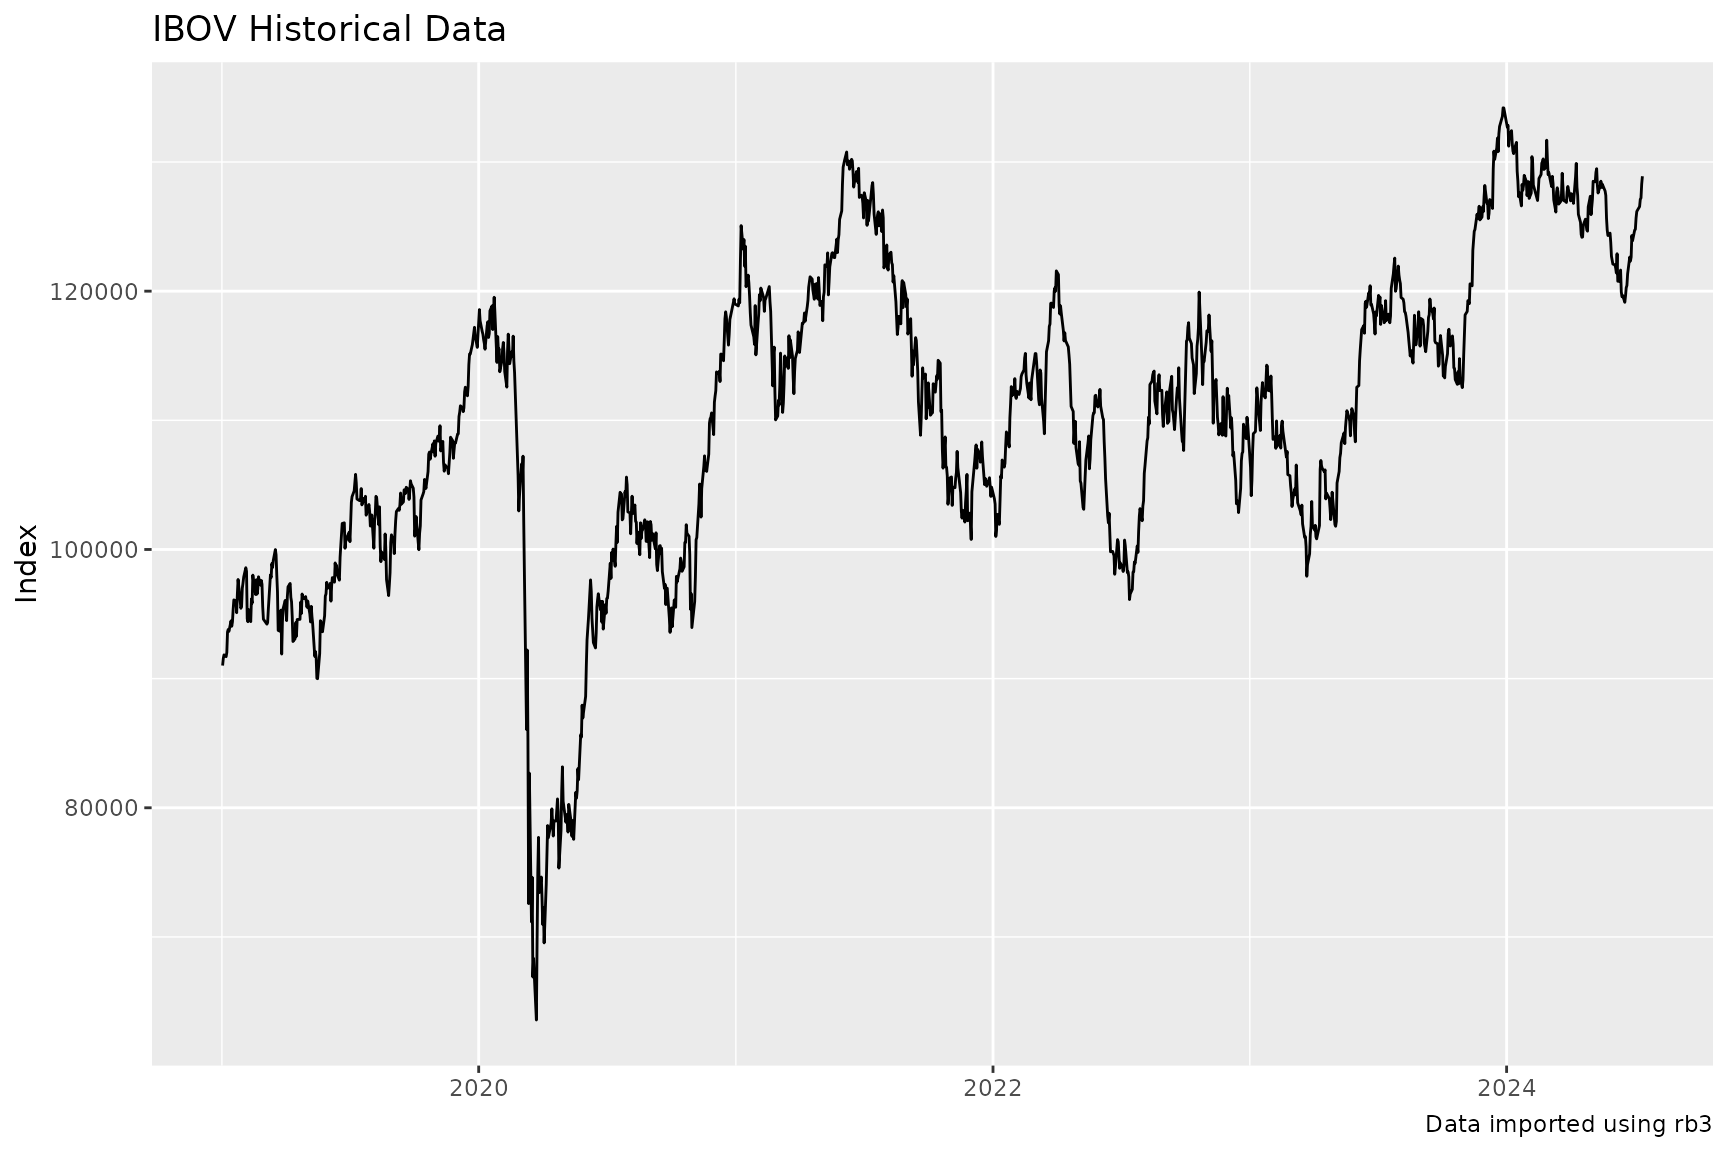 IBOV Historical Data
Index
120000
100000
80000
2020
2022
2024
Data imported using rb3